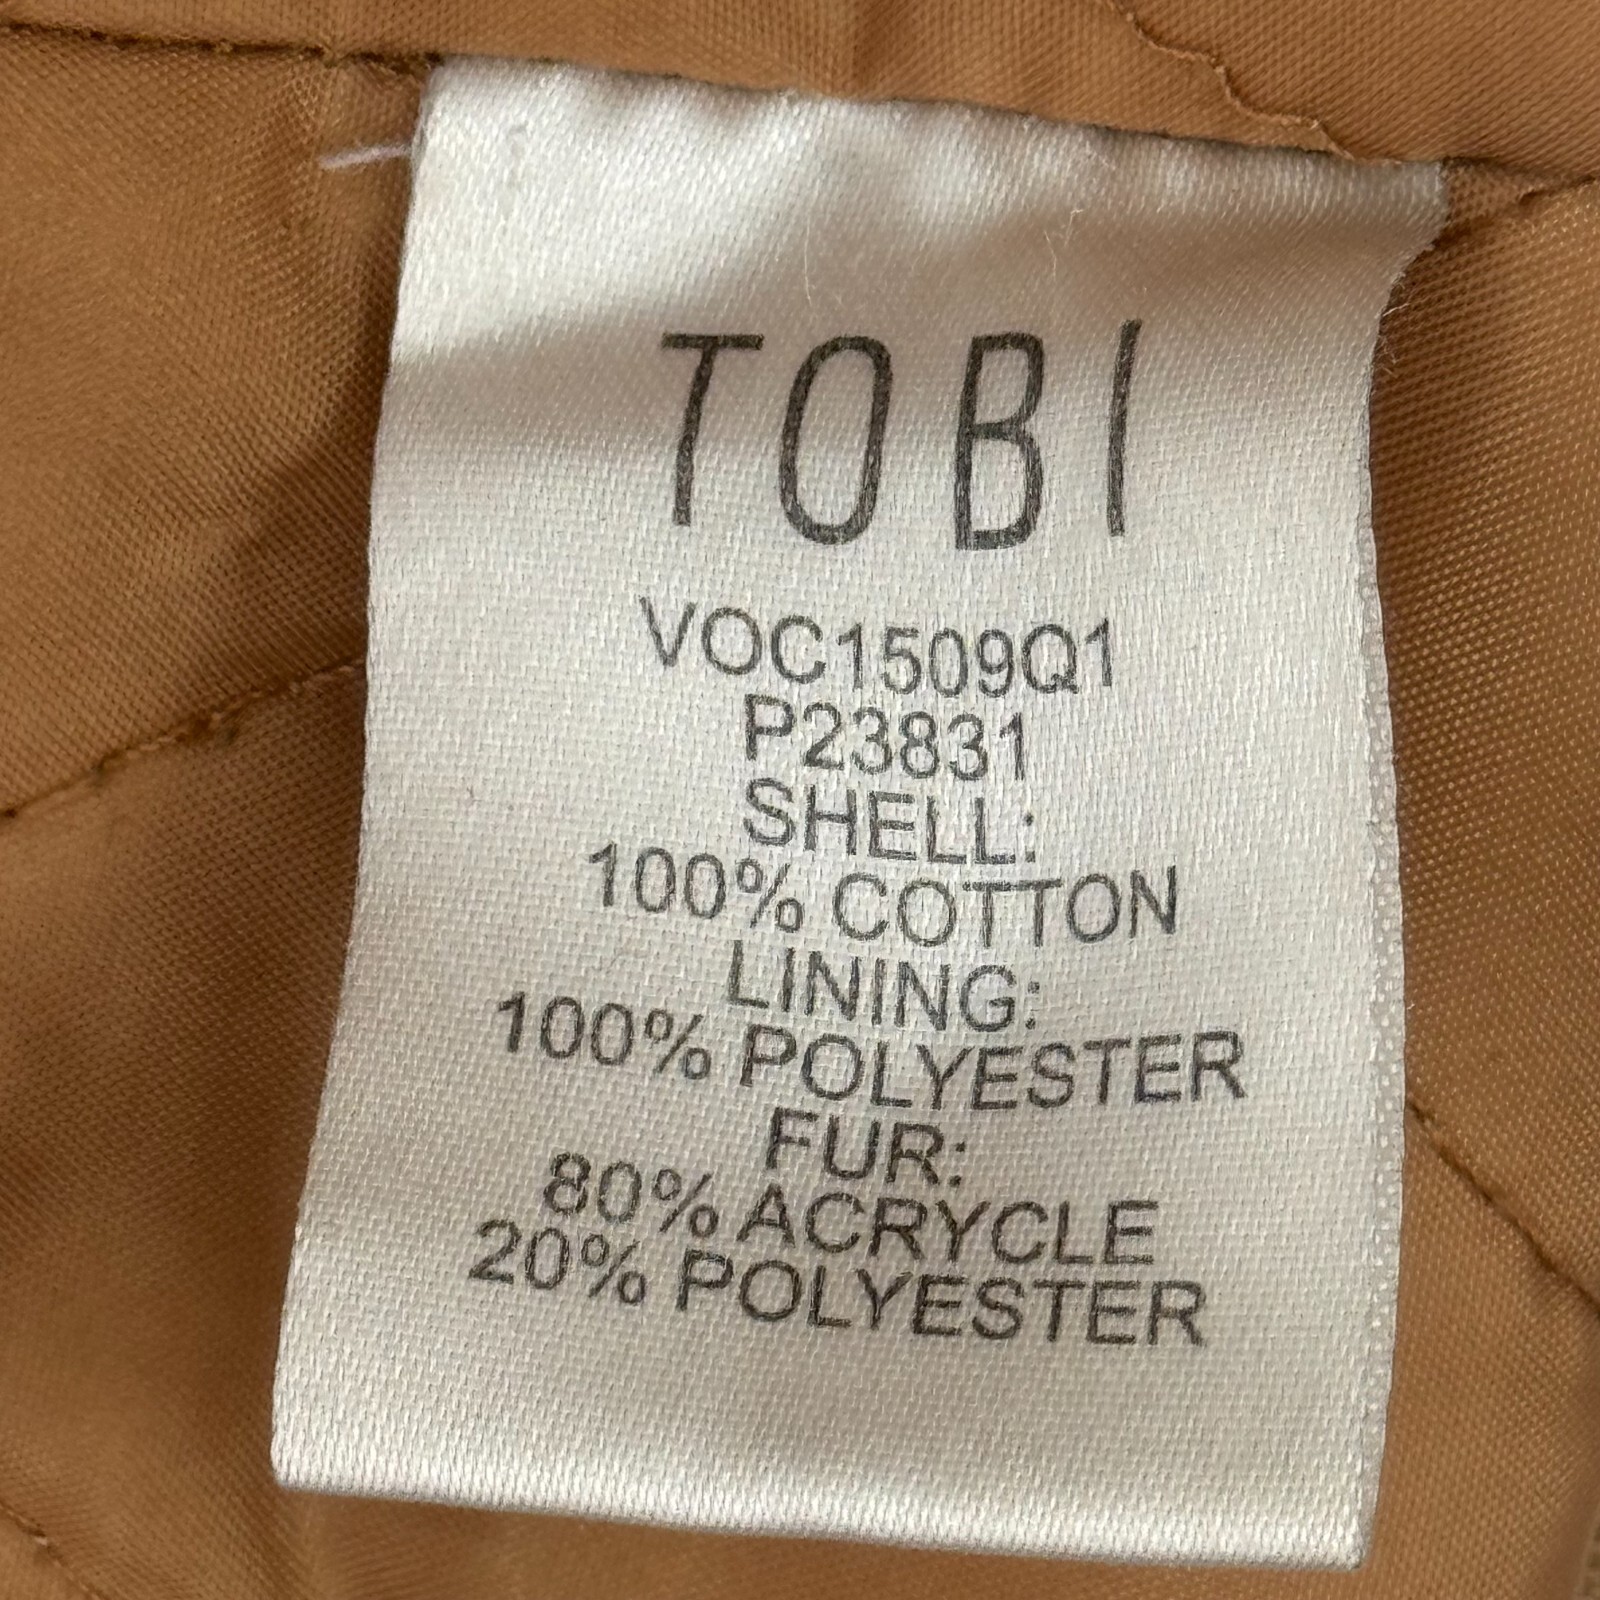 TOBI
VOC1509Q1
P23831
SHELL:
100% COTTON
LINING:
100% POLYESTER
FUR:
80% ACRYCLE
20% POLYESTER